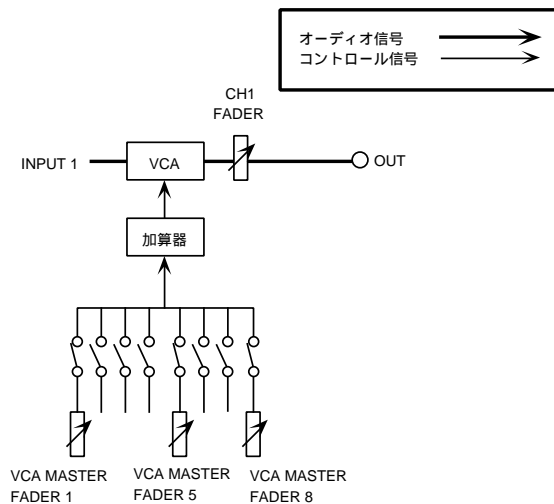 オーディオ信号
コントロール信号
CH1
FADER
INPUT 1
VCA
OUT
加算器
VCA MASTER
FADER 1
VCA MASTER
FADER 5
VCA MASTER
FADER 8